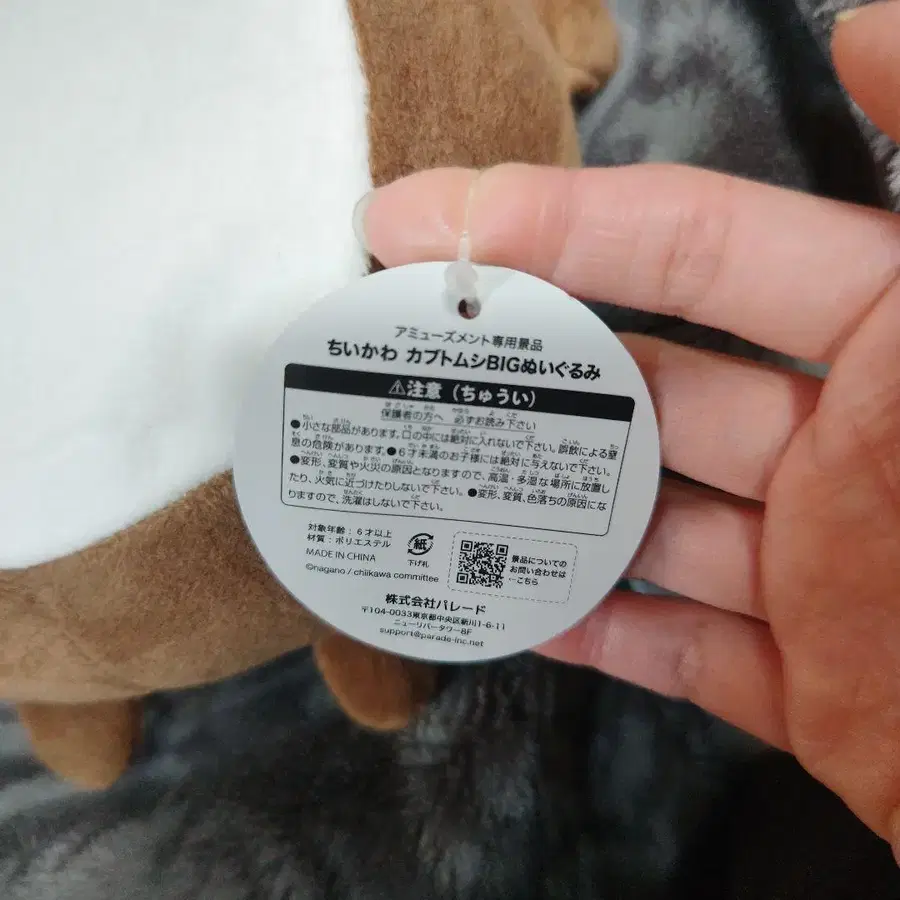 アミューズメント専用景品
ちいかわ カブトムシBIGぬいぐるみ
⚠注意（ちゅうい）
保護者の方へ 必ずお読み下さい
●小さな部品があります。口の中には絶対に入れないで下さい。誤飲による窒
息の危険があります。●6才未満のお子様には絶対に与えないで下さい。
●変形、変質や火災の原因となりますので、高温・多湿な場所に放置し
たり、火気に近づけたりしないで下さい。●変形、変質、色落ちの原因にな
りますので、洗濯はしないで下さい。
対象年齢：6才以上
材質：ポリエステル
MADE IN CHINA
©nagano / chiikawa committee
紙
下げ札
景品についての
お問い合わせは
…こちら
株式会社パレード
〒104-0033東京都中央区新川1-6-11
ニューリバータワー8F
support@parade-inc.net